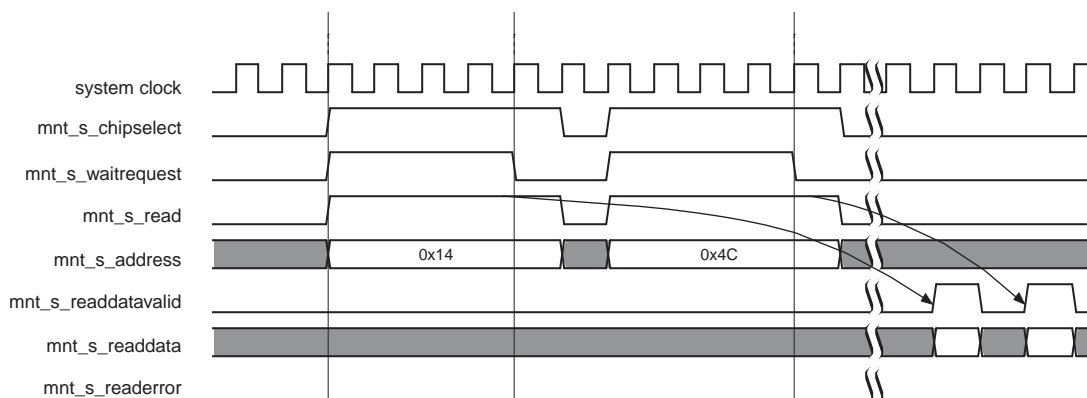 system clock
mnt_s_chipselect
mnt_s_waitrequest
mnt_s_read
mnt_s_address
0x14
0x4C
mnt_s_readdatavalid
mnt_s_readdata
mnt_s_readerror